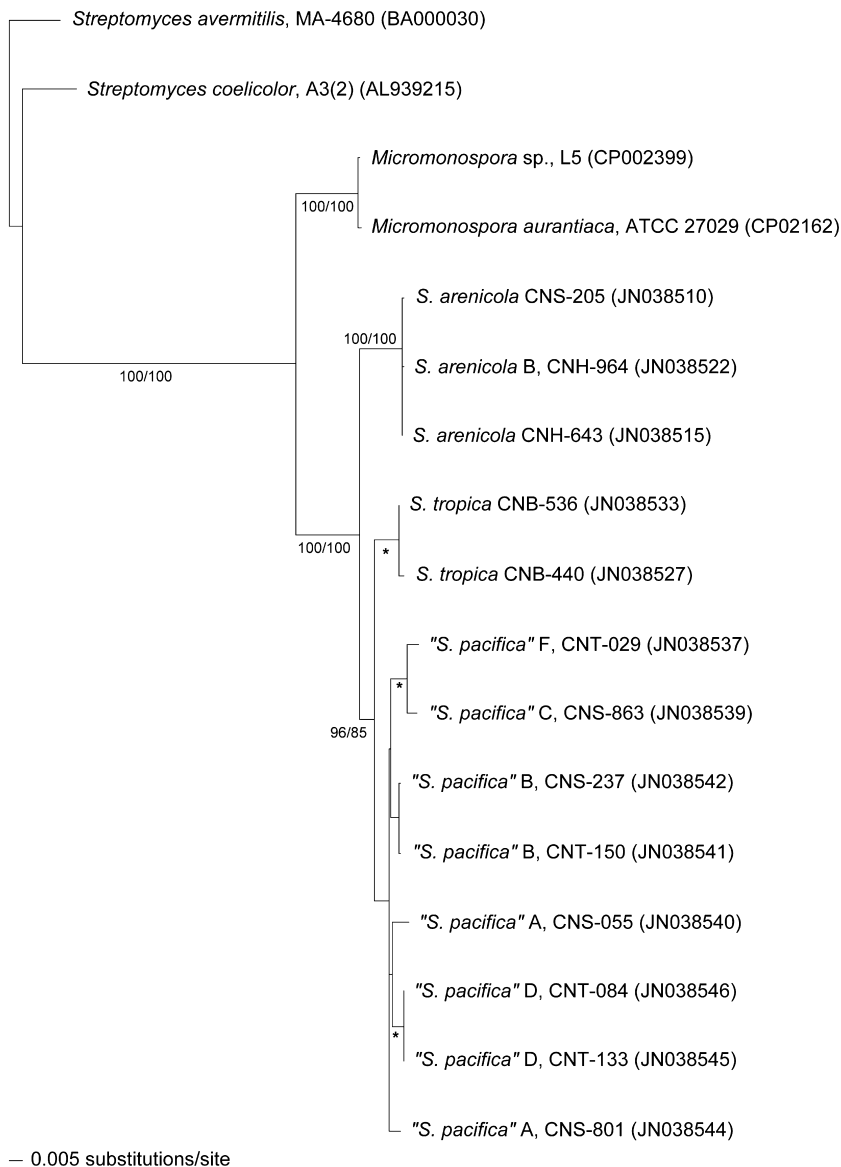 Streptomyces avermitilis, MA-4680 (BA000030)
Streptomyces coelicolor, A3(2) (AL939215)
Micromonospora sp., L5 (CP002399)
100/100
Micromonospora aurantiaca, ATCC 27029 (CP02162)
S. arenicola CNS-205 (JN038510)
100/100
S. arenicola B, CNH-964 (JN038522)
100/100
S. arenicola CNH-643 (JN038515)
S. tropica CNB-536 (JN038533)
100/100
*
S. tropica CNB-440 (JN038527)
"S. pacifica" F, CNT-029 (JN038537)
*
"S. pacifica" C, CNS-863 (JN038539)
96/85
"S. pacifica" B, CNS-237 (JN038542)
"S. pacifica" B, CNT-150 (JN038541)
"S. pacifica" A, CNS-055 (JN038540)
"S. pacifica" D, CNT-084 (JN038546)
*
"S. pacifica" D, CNT-133 (JN038545)
"S. pacifica" A, CNS-801 (JN038544)
0.005 substitutions/site